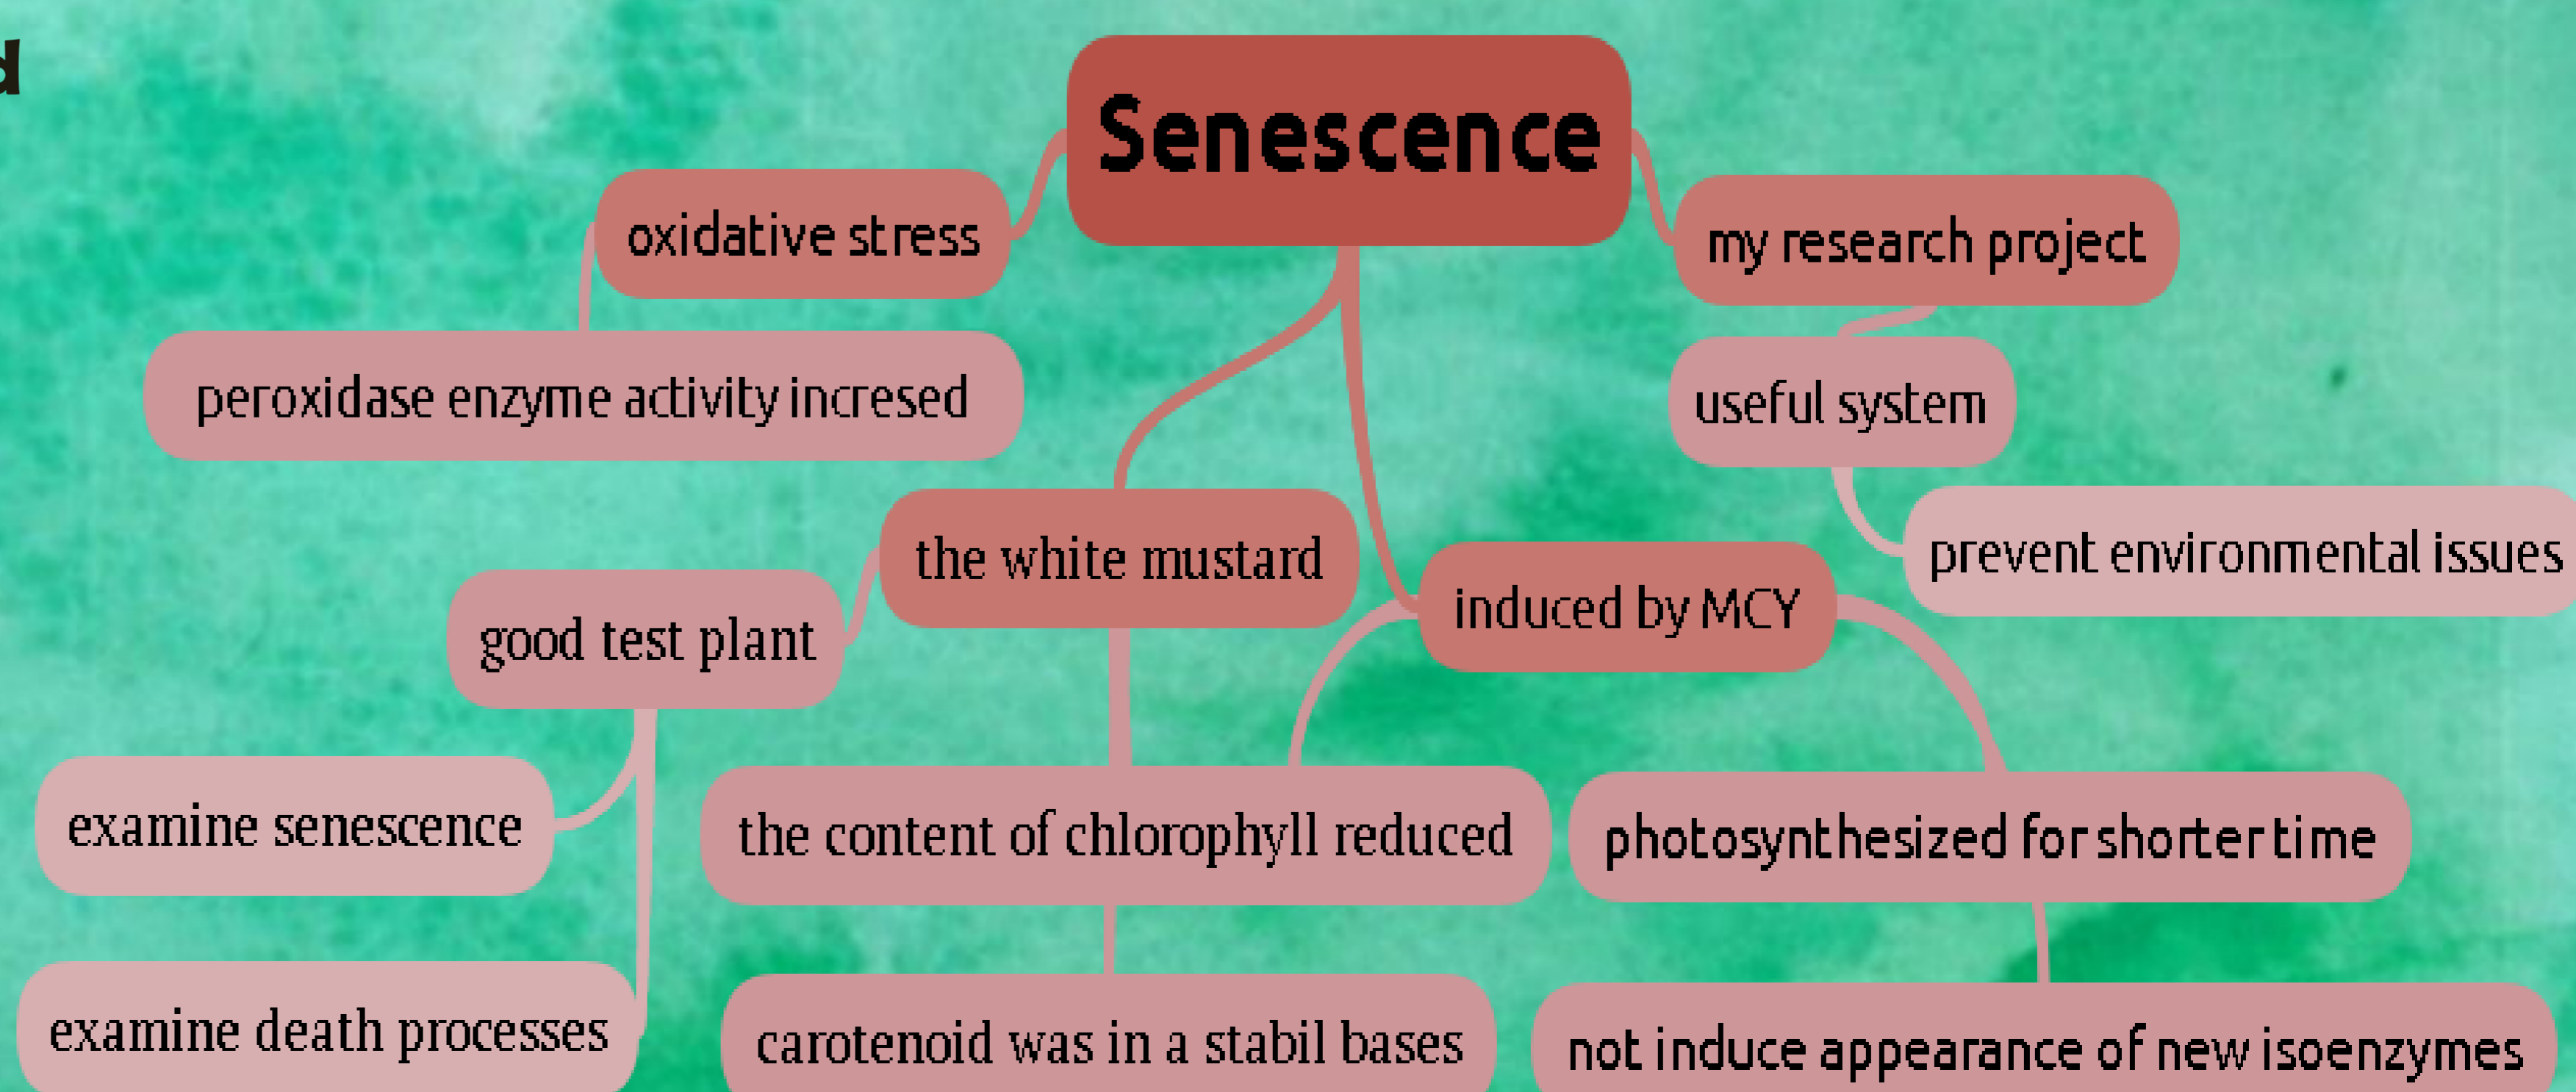 Senescence
oxidative stress
my research project
peroxidase enzyme activity incresed
useful system
the white mustard
prevent environmental issues
good test plant
induced by MCY
examine senescence
the content of chlorophyll reduced
photosynthesized for shorter time
examine death processes
carotenoid was in a stabil bases
not induce appearance of new isoenzymes